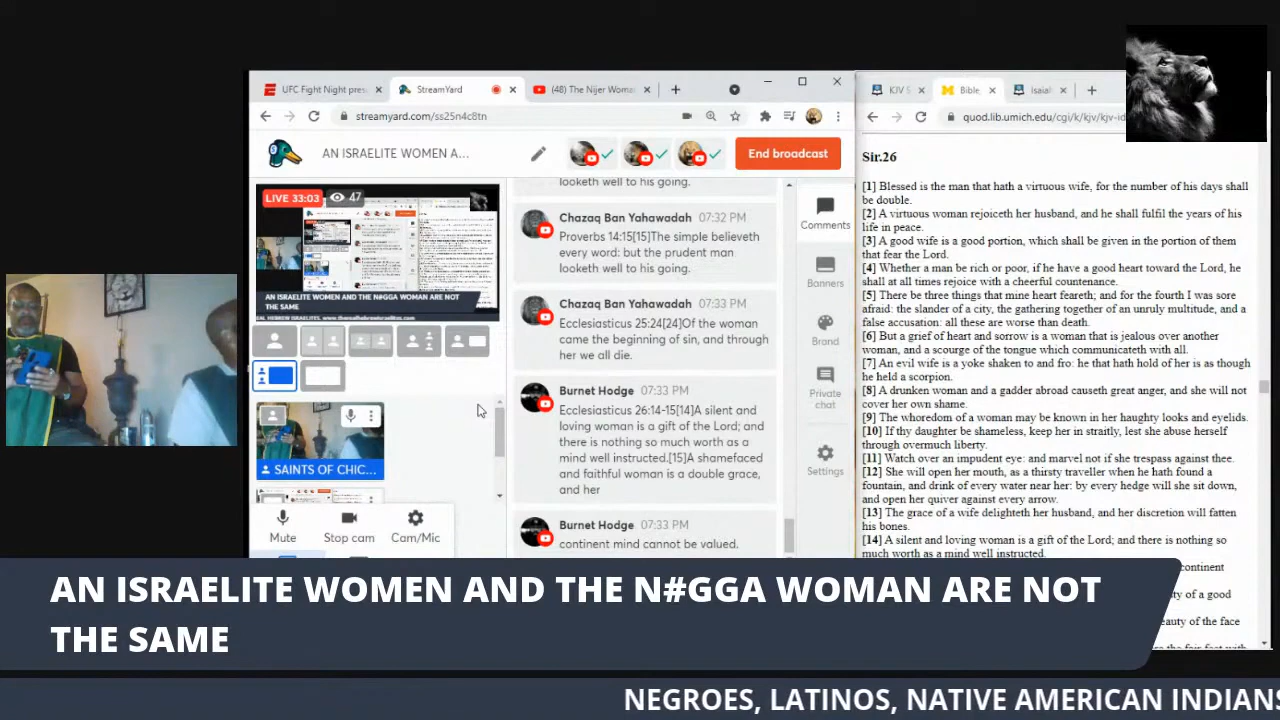 UFC Fight Night pres
StreamYard
(48) The Nijer Woma
streamyard.com/ss25n4c8tn
AN ISRAELITE WOMEN A...
End broadcast
LIVE 33:03
47
AN ISRAELITE WOMEN AND THE N#GGA WOMAN ARE NOT
THE SAME
SAINTS OF CHIC...
Mute
Stop cam
Cam/Mic
looketh well to his going.
Chazaq Ban Yahawadah 07:32 PM
Proverbs 14:15[15]The simple believeth
every word: but the prudent man
looketh well to his going.
Chazaq Ban Yahawadah 07:33 PM
Ecclesiasticus 25:24[24]Of the woman
came the beginning of sin, and through
her we all die.
Burnet Hodge 07:33 PM
Ecclesiasticus 26:14-15[14]A silent and
loving woman is a gift of the Lord; and
there is nothing so much worth as a
mind well instructed.[15]A shamefaced
and faithful woman is a double grace,
and her
Burnet Hodge 07:33 PM
continent mind cannot be valued.
Comments
Banners
Brand
Private
chat
Settings
KJV S
Bible,
Isaial
quod.lib.umich.edu/cgi/k/kjv/kjv-id
Sir.26
[1] Blessed is the man that hath a virtuous wife, for the number of his days shall
be double.
[2] A virtuous woman rejoiceth her husband, and he shall fulfil the years of his
life in peace.
[3] A good wife is a good portion, which shall be given in the portion of them
that fear the Lord.
[4] Whether a man be rich or poor, if he have a good heart toward the Lord, he
shall at all times rejoice with a cheerful countenance.
[5] There be three things that mine heart feareth; and for the fourth I was sore
afraid: the slander of a city, the gathering together of an unruly multitude, and a
false accusation: all these are worse than death.
[6] But a grief of heart and sorrow is a woman that is jealous over another
woman, and a scourge of the tongue which communicateth with all.
[7] An evil wife is a yoke shaken to and fro: he that hath hold of her is as though
he held a scorpion.
[8] A drunken woman and a gadder abroad causeth great anger, and she will not
cover her own shame.
[9] The whoredom of a woman may be known in her haughty looks and eyelids.
[10] If thy daughter be shameless, keep her in straitly, lest she abuse herself
through overmuch liberty.
[11] Watch over an impudent eye: and marvel not if she trespass against thee.
[12] She will open her mouth, as a thirsty traveller when he hath found a
fountain, and drink of every water near her: by every hedge will she sit down,
and open her quiver against every arrow.
[13] The grace of a wife delighteth her husband, and her discretion will fatten
his bones.
[14] A silent and loving woman is a gift of the Lord; and there is nothing so
much worth as a mind well instructed.
continent
ty of a good
eauty of the face
AN ISRAELITE WOMEN AND THE N#GGA WOMAN ARE NOT
THE SAME
NEGROES, LATINOS, NATIVE AMERICAN INDIANS